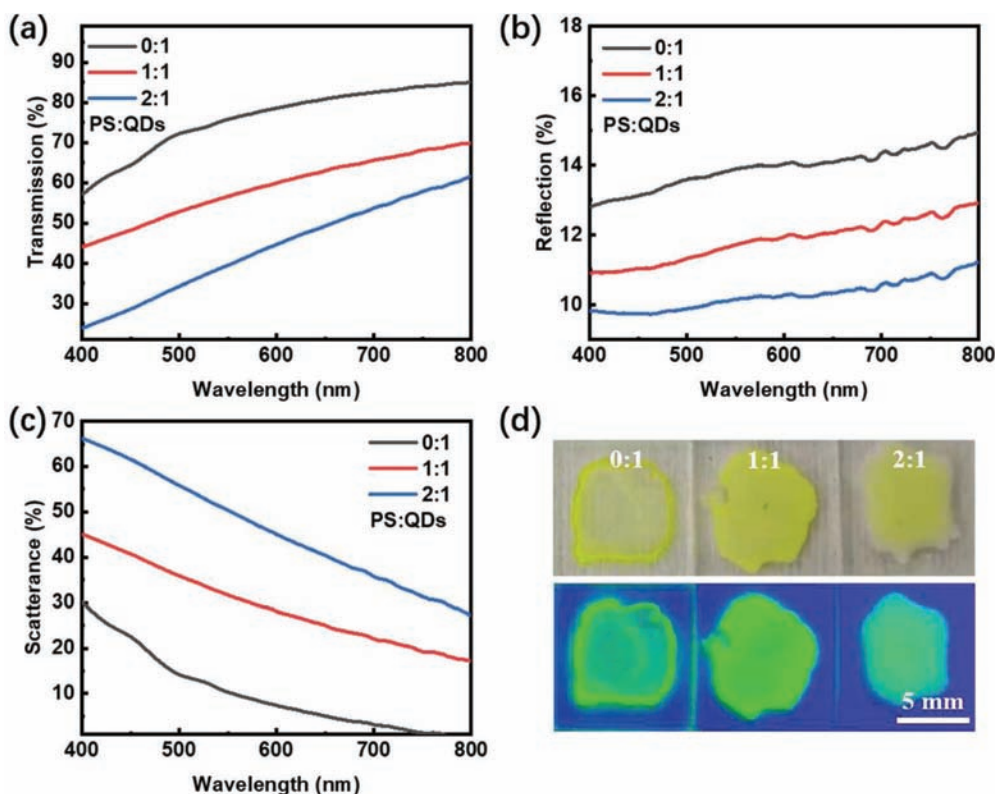 (a)
0:1
1:1
2:1
PS:QDs
Transmission (%)
90
80
70
60
50
40
30
400 500 600 700 800
Wavelength (nm)
(b)
0:1
1:1
2:1
PS:QDs
Reflection (%)
18
16
14
12
10
400 500 600 700 800
Wavelength (nm)
(c)
0:1
1:1
2:1
PS:QDs
Scatterance (%)
70
60
50
40
30
20
10
400 500 600 700 800
Wavelength (nm)
(d)
0:1 1:1 2:1
5 mm